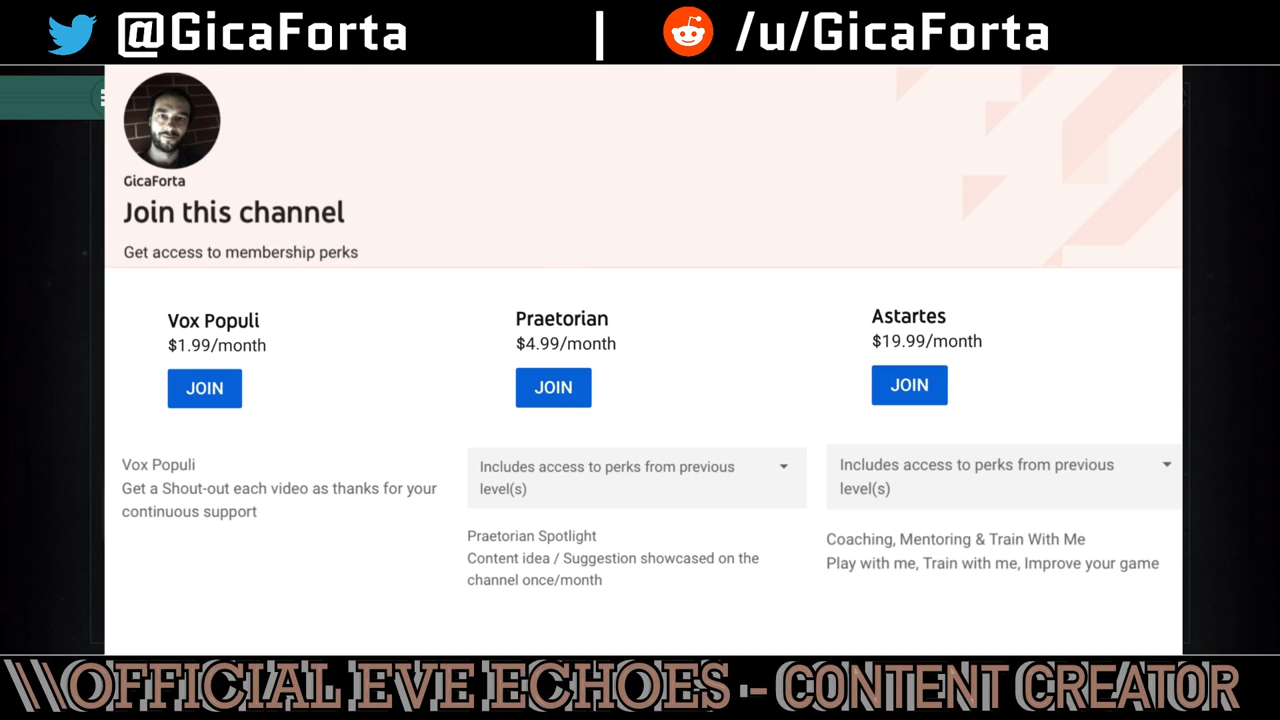 @GicaForta | /u/GicaForta
GicaForta
Join this channel
Get access to membership perks
Vox Populi
$1.99/month
JOIN
Vox Populi
Get a Shout-out each video as thanks for your
continuous support
Praetorian
$4.99/month
JOIN
Includes access to perks from previous
level(s)
Praetorian Spotlight
Content idea / Suggestion showcased on the
channel once/month
Astartes
$19.99/month
JOIN
Includes access to perks from previous
level(s)
Coaching, Mentoring & Train With Me
Play with me, Train with me, Improve your game
\\OFFICIAL EVE ECHOES - CONTENT CREATOR